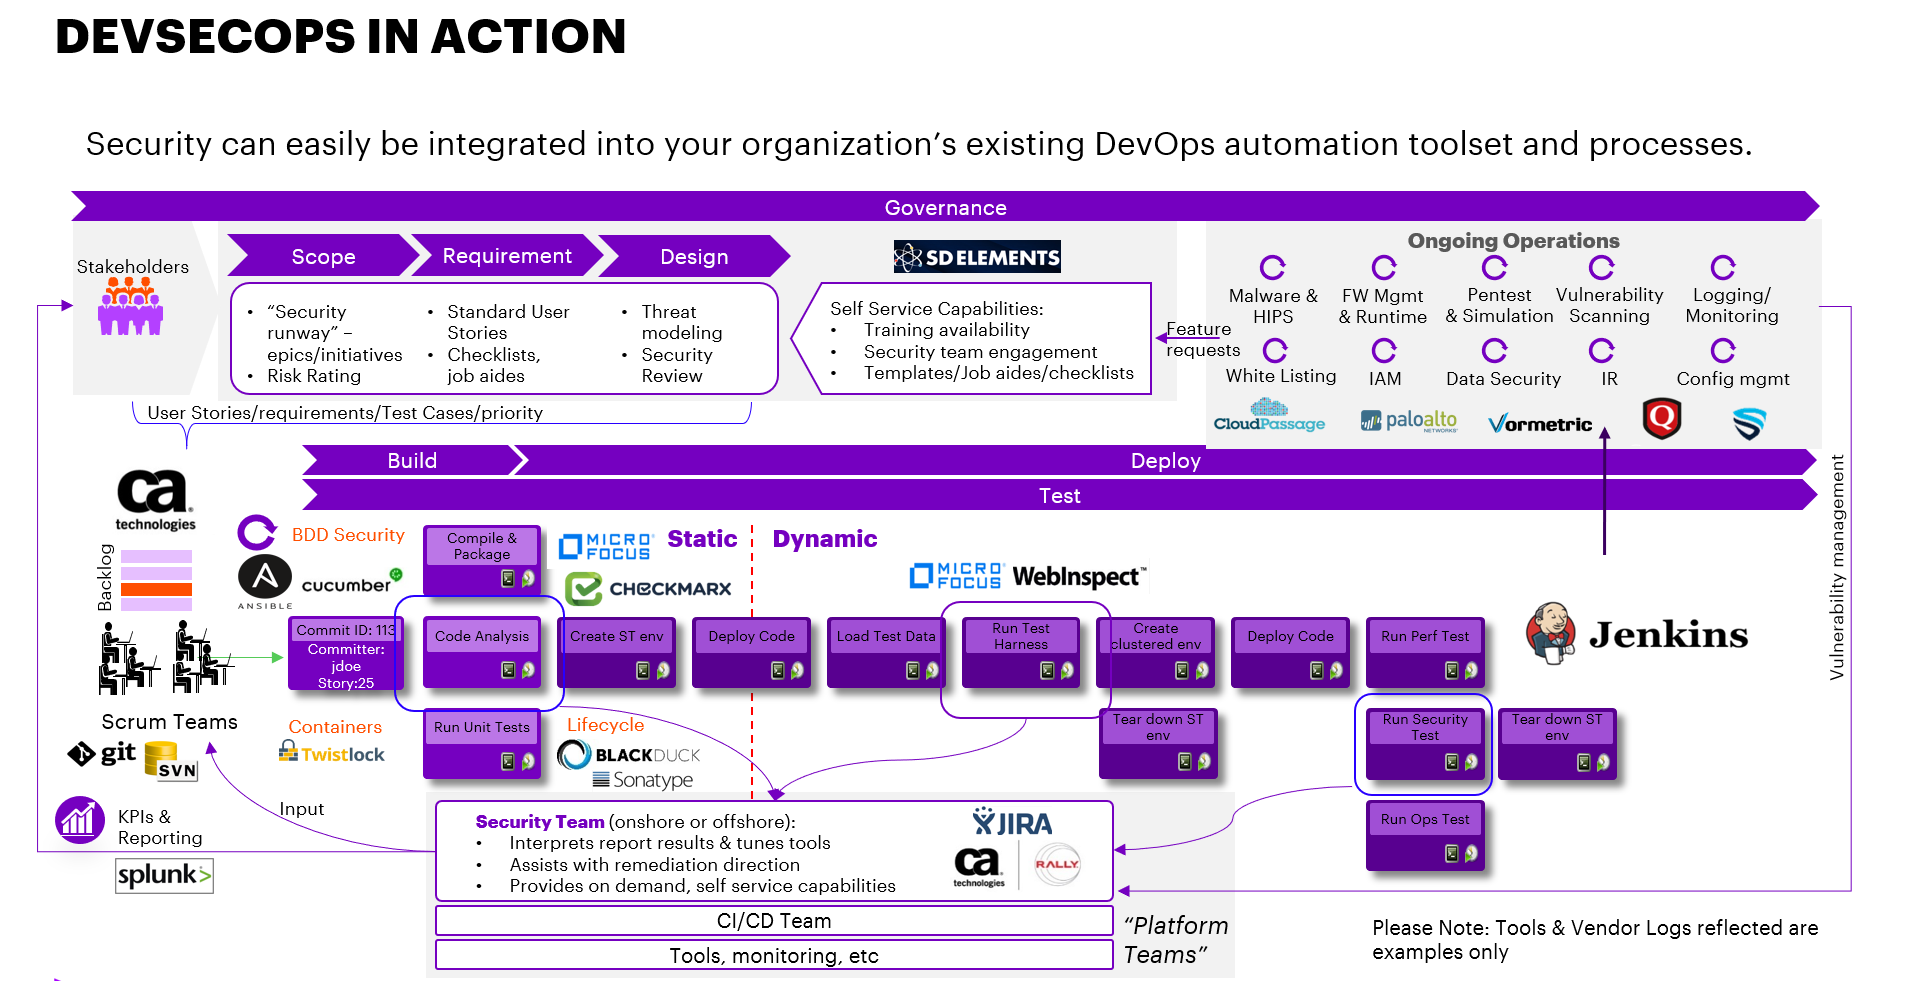 DEVSECOPS IN ACTION
Security can easily be integrated into your organization’s existing DevOps automation toolset and processes.
Governance
Stakeholders
Scope
Requirement
Design
• “Security
runway” –
epics/initiatives
• Risk Rating
• Standard User
Stories
• Checklists,
job aides
• Threat
modeling
• Security
Review
SD ELEMENTS
Self Service Capabilities:
• Training availability
• Security team engagement
• Templates/Job aides/checklists
Feature
requests
Ongoing Operations
Malware &
HIPS
FW Mgmt
& Runtime
Pentest
& Simulation
Vulnerability
Scanning
Logging/
Monitoring
White Listing
IAM
Data Security
IR
Config mgmt
CloudPassage
paloalto
NETWORKS
Vormetric
Q
User Stories/requirements/Test Cases/priority
Build
Deploy
Test
ca
technologies
Backlog
BDD Security
ANSIBLE
cucumber
Compile &
Package
MICRO
FOCUS
CHECKMARX
Static
Dynamic
MICRO
FOCUS
WebInspect™
Commit ID: 113
Committer:
jdoe
Story:25
Code Analysis
Create ST env
Deploy Code
Load Test Data
Run Test
Harness
Create
clustered env
Deploy Code
Run Perf Test
Jenkins
Vulnerability management
Scrum Teams
git
SVN
Containers
Twistlock
Run Unit Tests
Lifecycle
BLACKDUCK
Sonatype
Tear down ST
env
Run Security
Test
Tear down ST
env
Run Ops Test
KPIs &
Reporting
splunk>
Input
Security Team (onshore or offshore):
• Interprets report results & tunes tools
• Assists with remediation direction
• Provides on demand, self service capabilities
JIRA
ca
technologies
RALLY
CI/CD Team
Tools, monitoring, etc
“Platform
Teams”
Please Note: Tools & Vendor Logs reflected are
examples only